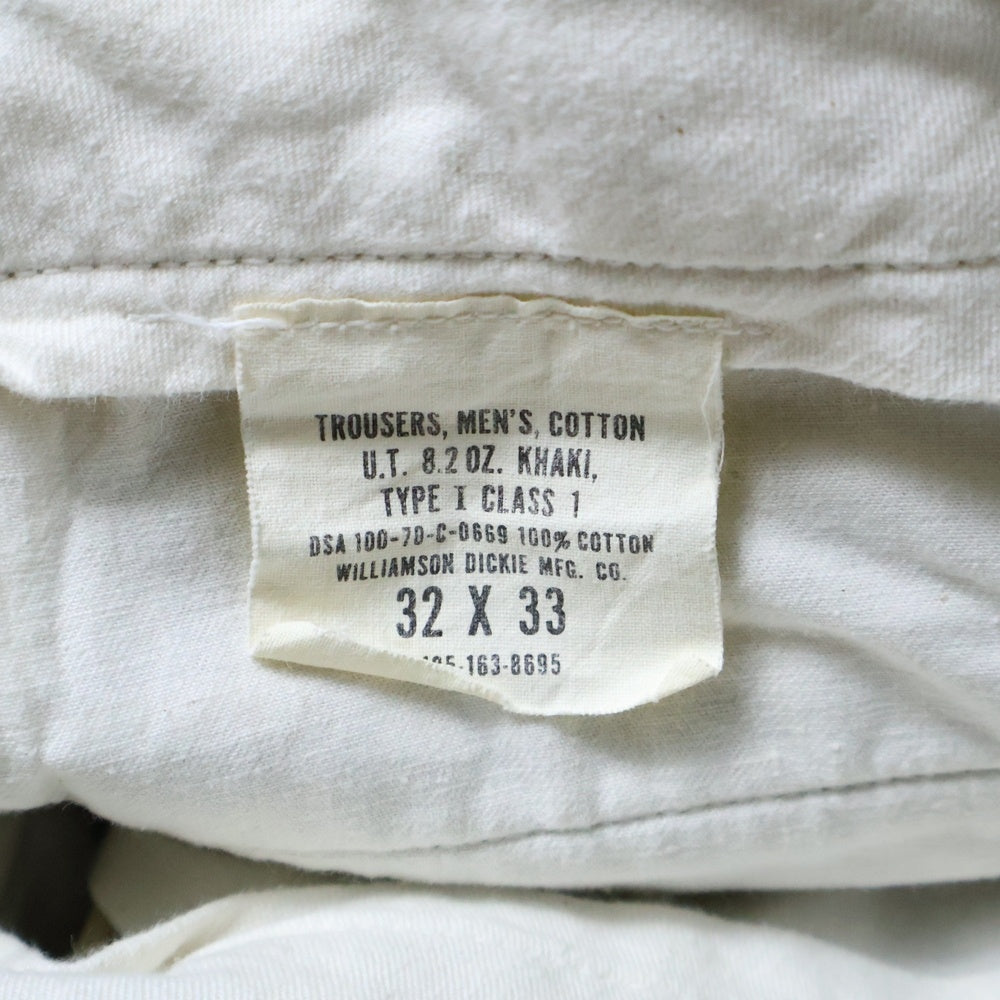 TROUSERS, MEN'S, COTTON
U.T. 8.2 OZ. KHAKI,
TYPE I CLASS 1
DSA 100-70-C-0669 100% COTTON
WILLIAMSON DICKIE MFG. CO.
32 X 33
-163-8695